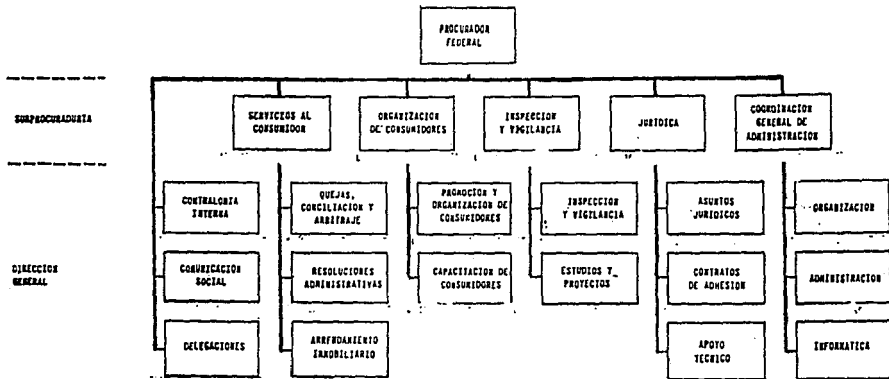 PROCURADOR
FEDERAL
SUBPROCURADURIA
SERVICIOS AL
CONSUMIDOR
ORGANIZACION
DE CONSUMIDORES
INSPECCION
Y VIGILANCIA
JURIDICA
COORDINACION
GENERAL DE
ADMINISTRACION
DIRECCION
GENERAL
CONTRALORIA
INTERNA
QUEJAS,
CONCILIACION Y
ARBITRAJE
PROMOCION Y
ORGANIZACION DE
CONSUMIDORES
INSPECCION
Y VIGILANCIA
ASUNTOS
JURIDICOS
ORGANIZACION
COMUNICACION
SOCIAL
RESOLUCIONES
ADMINISTRATIVAS
CAPACITACION DE
CONSUMIDORES
ESTUDIOS Y
PROYECTOS
CONTRATOS
DE ADHESION
ADMINISTRACION
DELEGACIONES
ARRENDAMIENTO
INMOBILIARIO
APOYO
TECNICO
INFORMATICA